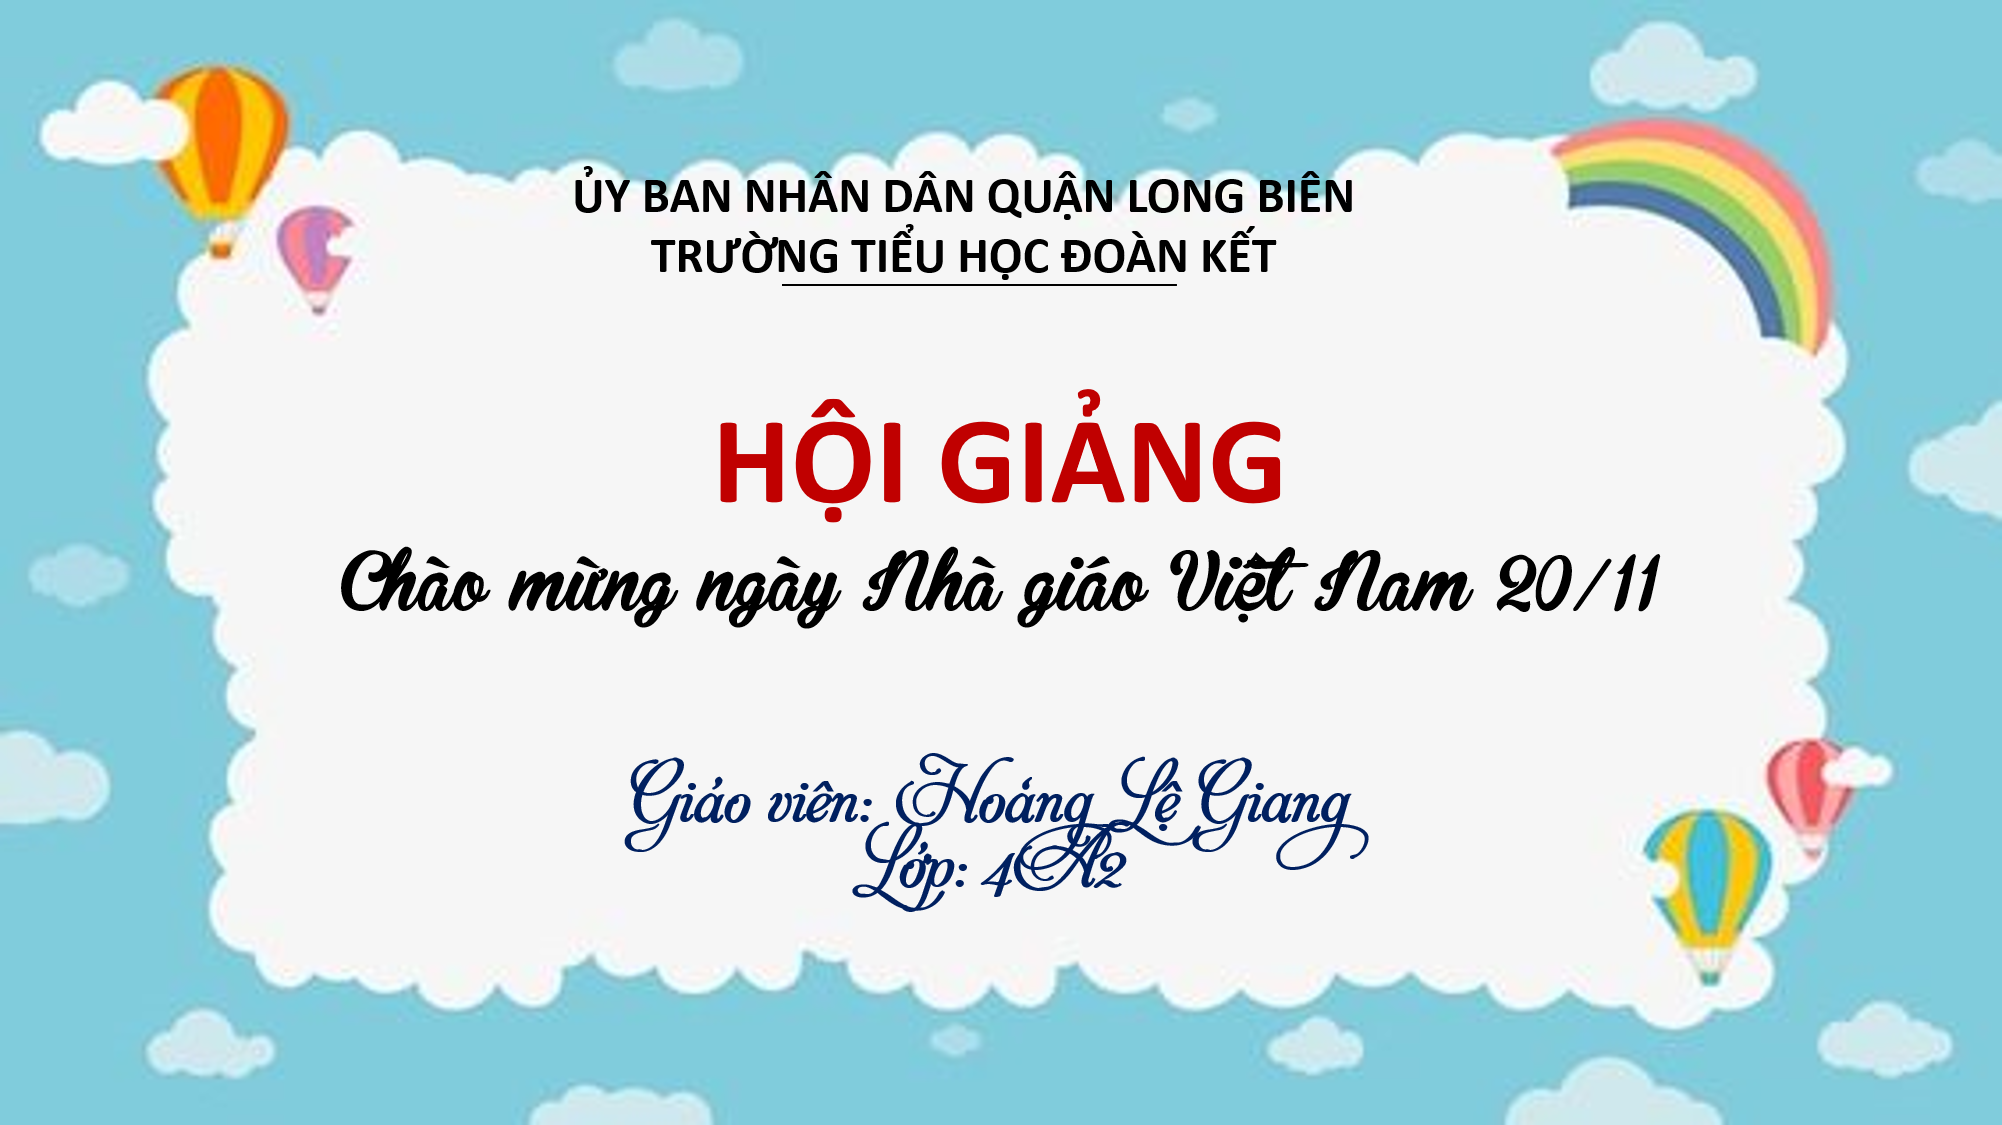 ỦY BAN NHÂN DÂN QUẬN LONG BIÊN
TRƯỜNG TIỂU HỌC ĐOÀN KẾT
HỘI GIẢNG
Chào mừng ngày Nhà giáo Việt Nam 20/11
Giáo viên: Hoàng Lệ Giang
Lớp: 4A2